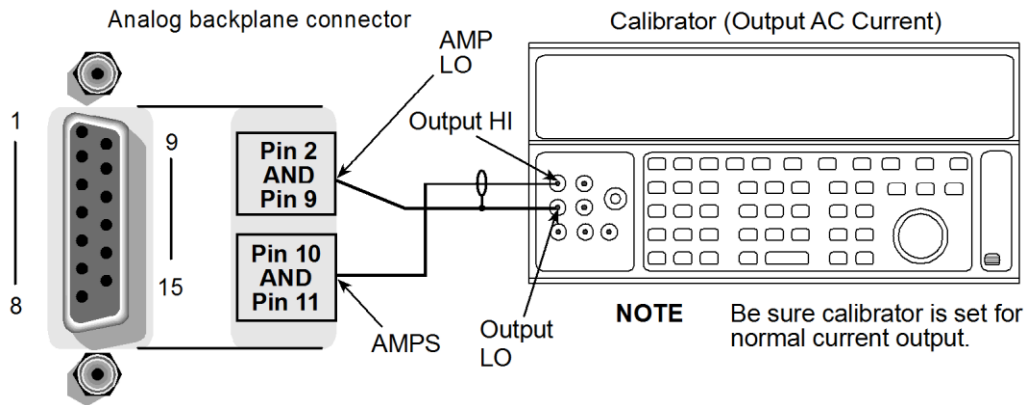 Analog backplane connector
Calibrator (Output AC Current)
AMP
LO
Output HI
1
8
9
15
Pin 2
AND
Pin 9
Pin 10
AND
Pin 11
AMPS
Output
LO
NOTE Be sure calibrator is set for
normal current output.